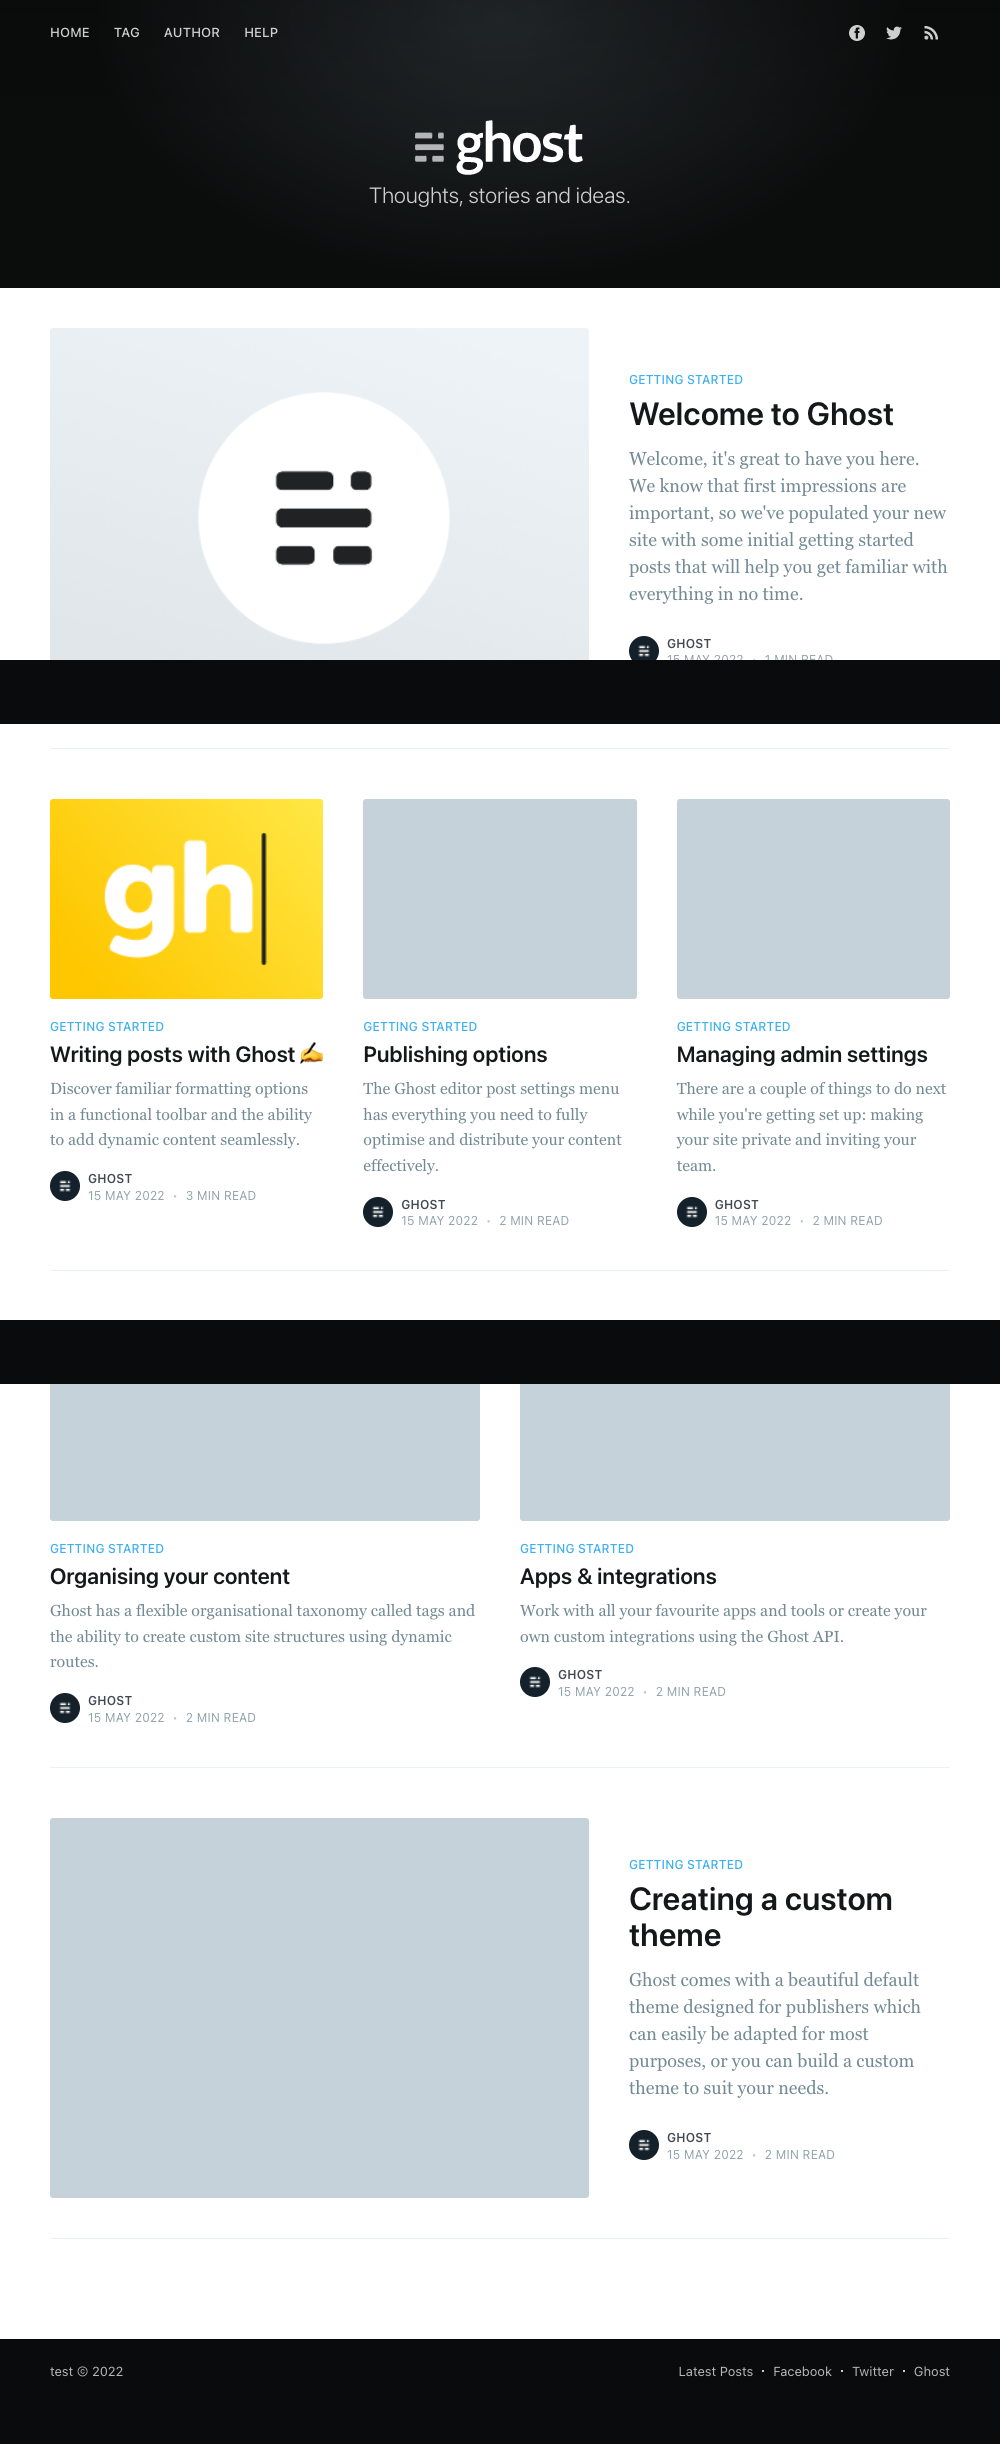 HOME TAG AUTHOR HELP
ghost
Thoughts, stories and ideas.
GETTING STARTED
Welcome to Ghost
Welcome, it's great to have you here.
We know that first impressions are
important, so we've populated your new
site with some initial getting started
posts that will help you get familiar with
everything in no time.
GHOST
15 MAY 2022 • 1 MIN READ
gh
GETTING STARTED
Writing posts with Ghost ✍️
Discover familiar formatting options
in a functional toolbar and the ability
to add dynamic content seamlessly.
GHOST
15 MAY 2022 • 3 MIN READ
GETTING STARTED
Publishing options
The Ghost editor post settings menu
has everything you need to fully
optimise and distribute your content
effectively.
GHOST
15 MAY 2022 • 2 MIN READ
GETTING STARTED
Managing admin settings
There are a couple of things to do next
while you're getting set up: making
your site private and inviting your
team.
GHOST
15 MAY 2022 • 2 MIN READ
GETTING STARTED
Organising your content
Ghost has a flexible organisational taxonomy called tags and
the ability to create custom site structures using dynamic
routes.
GHOST
15 MAY 2022 • 2 MIN READ
GETTING STARTED
Apps & integrations
Work with all your favourite apps and tools or create your
own custom integrations using the Ghost API.
GHOST
15 MAY 2022 • 2 MIN READ
GETTING STARTED
Creating a custom
theme
Ghost comes with a beautiful default
theme designed for publishers which
can easily be adapted for most
purposes, or you can build a custom
theme to suit your needs.
GHOST
15 MAY 2022 • 2 MIN READ
test © 2022
Latest Posts • Facebook • Twitter • Ghost